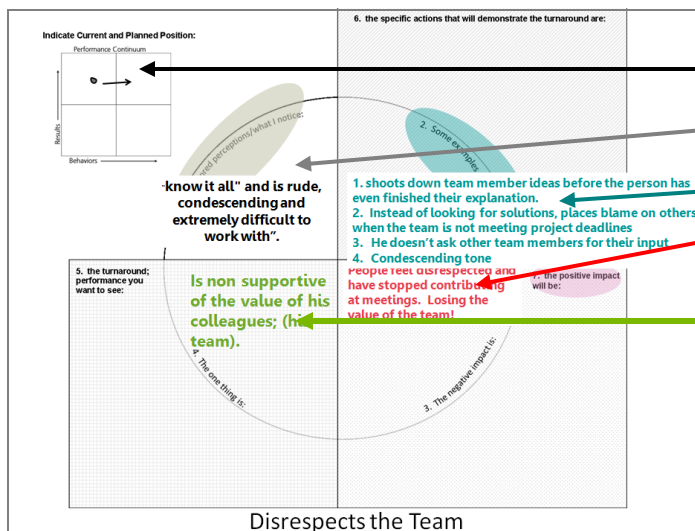 6. the specific actions that will demonstrate the turnaround are:
Indicate Current and Planned Position:
Performance Continuum
Results
Behaviors
ored perceptions/what I notice:
2. Some examples
-know it all" and is rude,
condescending and
extremely difficult to
work with”.
1. shoots down team member ideas before the person has
even finished their explanation.
2. Instead of looking for solutions, places blame on others
when the team is not meeting project deadlines
3. He doesn’t ask other team members for their input
4. Condescending tone
5. the turnaround;
performance you
want to see:
Is non supportive
of the value of his
colleagues; (his
team).
People feel disrespected and
have stopped contributing
at meetings. Losing the
value of the team!
7. the positive impact
will be:
4. The one thing is:
3. The negative impact is:
Disrespects the Team